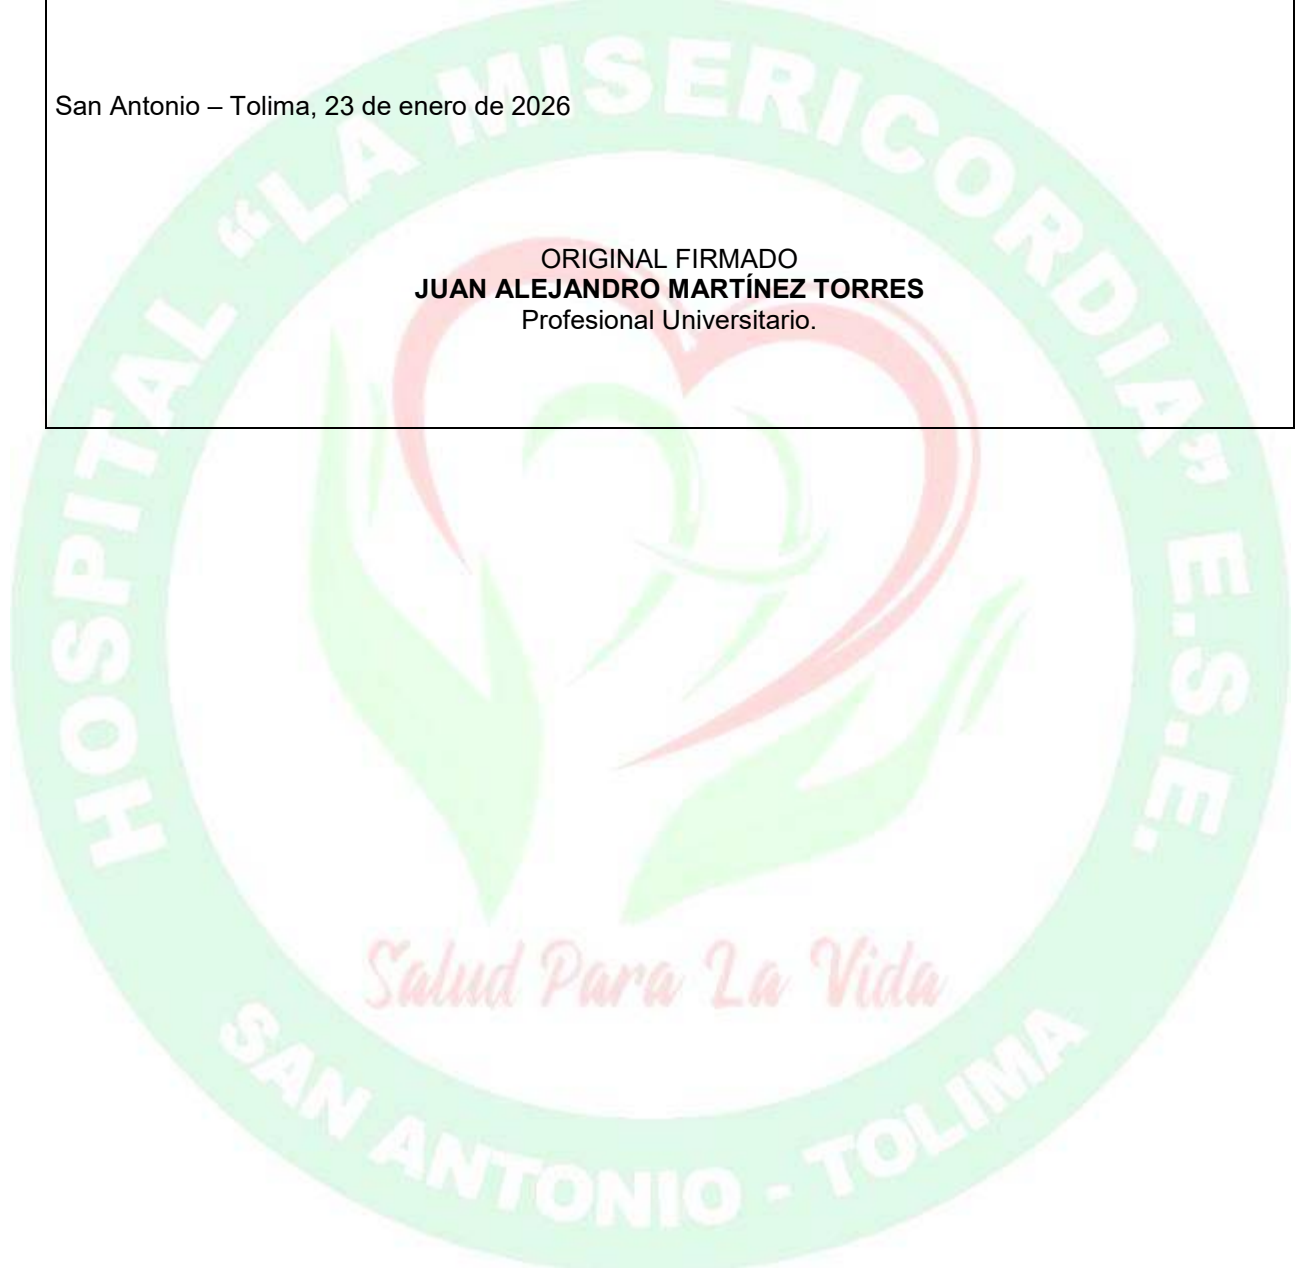 San Antonio – Tolima, 23 de enero de 2026
ORIGINAL FIRMADO
JUAN ALEJANDRO MARTÍNEZ TORRES
Profesional Universitario.
HOSPITAL “LA MISERICORDIA” E.S.E.
Salud Para La Vida
SAN ANTONIO - TOLIMA